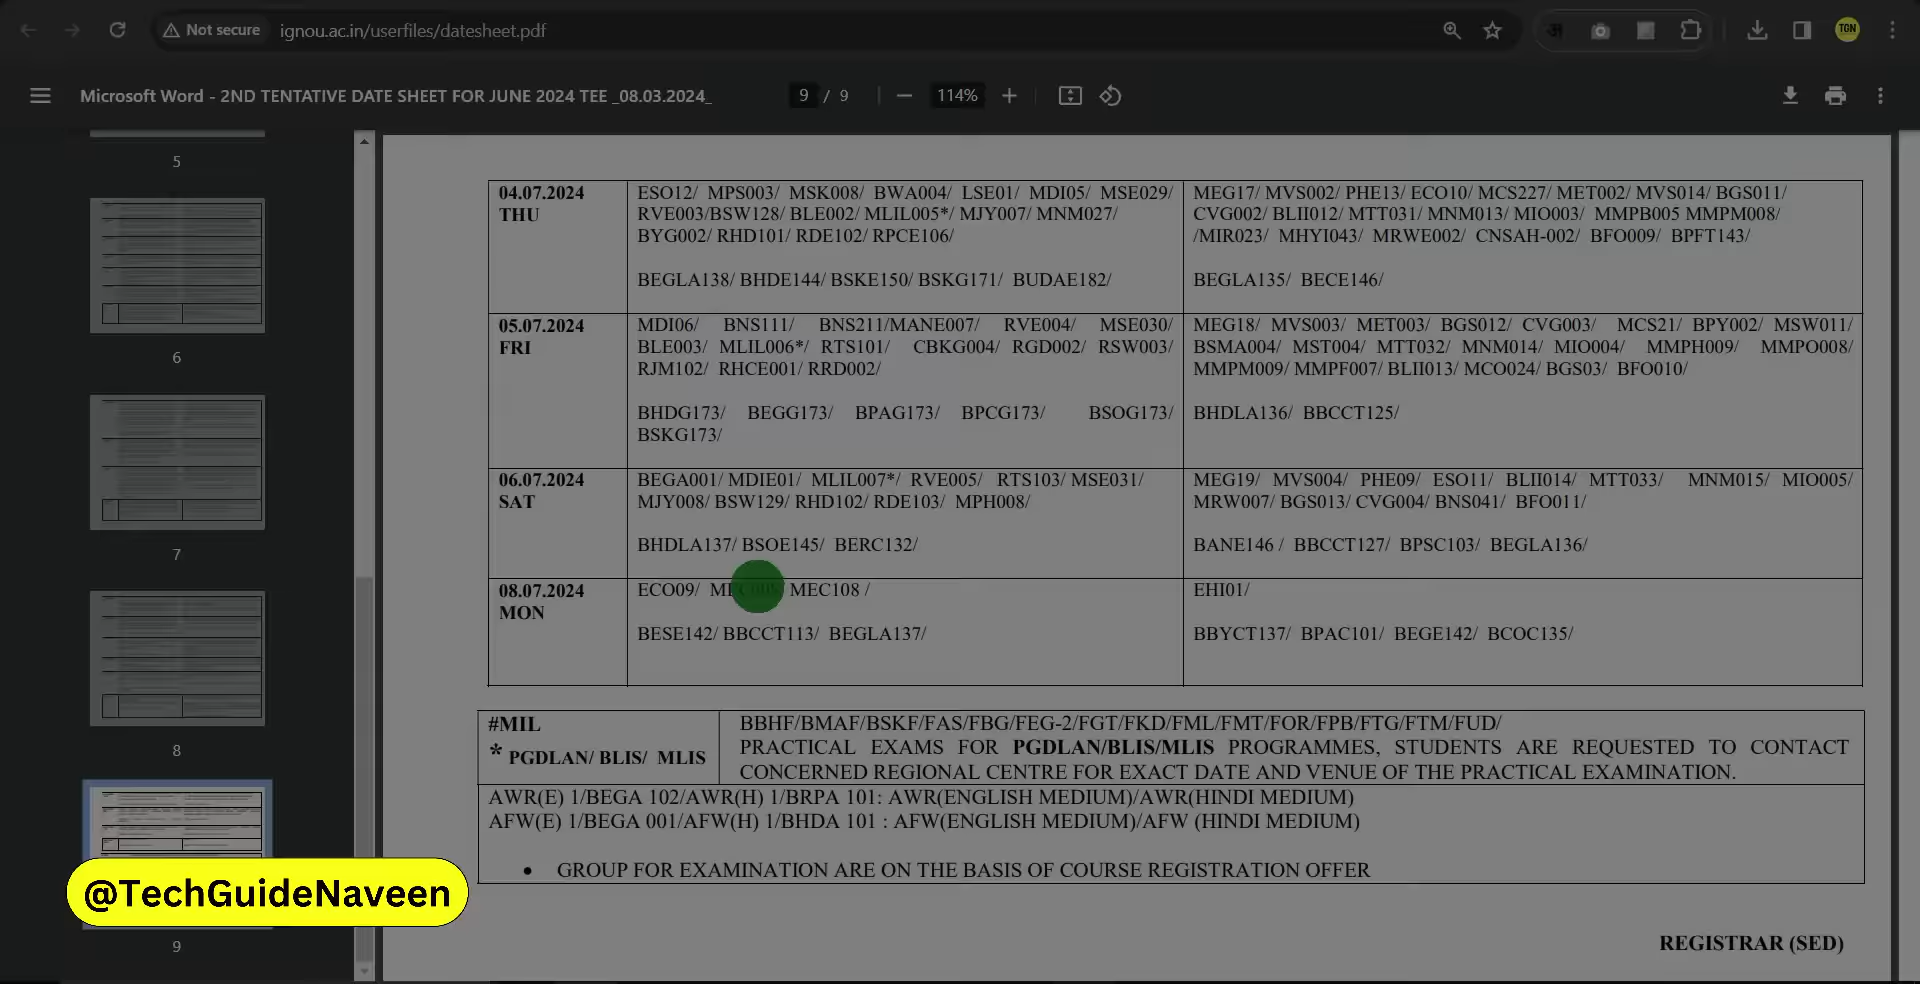 Not secure
ignou.ac.in/userfiles/datesheet.pdf
TGN
Microsoft Word - 2ND TENTATIVE DATE SHEET FOR JUNE 2024 TEE _08.03.2024_
9 / 9
114%
5
6
7
8
9
04.07.2024
THU
ESO12/ MPS003/ MSK008/ BWA004/ LSE01/ MDI05/ MSE029/
RVE003/BSW128/ BLE002/ MLIL005*/ MJY007/ MNM027/
BYG002/ RHD101/ RDE102/ RPCE106/
BEGLA138/ BHDE144/ BSKE150/ BSKG171/ BUDAE182/
MEG17/ MVS002/ PHE13/ ECO10/ MCS227/ MET002/ MVS014/ BGS011/
CVG002/ BLII012/ MTT031/ MNM013/ MIO003/ MMPB005 MMPM008/
/MIR023/ MHYI043/ MRWE002/ CNSAH-002/ BFO009/ BPFT143/
BEGLA135/ BECE146/
05.07.2024
FRI
MDI06/ BNS111/ BNS211/MANE007/ RVE004/ MSE030/
BLE003/ MLIL006*/ RTS101/ CBKG004/ RGD002/ RSW003/
RJM102/ RHCE001/ RRD002/
BHDG173/ BEGG173/ BPAG173/ BPCG173/ BSOG173/
BSKG173/
MEG18/ MVS003/ MET003/ BGS012/ CVG003/ MCS21/ BPY002/ MSW011/
BSMA004/ MST004/ MTT032/ MNM014/ MIO004/ MMPH009/ MMPO008/
MMPM009/ MMPF007/ BLII013/ MCO024/ BGS03/ BFO010/
BHDLA136/ BBCCT125/
06.07.2024
SAT
BEGA001/ MDIE01/ MLIL007*/ RVE005/ RTS103/ MSE031/
MJY008/ BSW129/ RHD102/ RDE103/ MPH008/
BHDLA137/ BSOE145/ BERC132/
MEG19/ MVS004/ PHE09/ ESO11/ BLII014/ MTT033/ MNM015/ MIO005/
MRW007/ BGS013/ CVG004/ BNS041/ BFO011/
BANE146 / BBCCT127/ BPSC103/ BEGLA136/
08.07.2024
MON
ECO09/ MEC108 /
BESE142/ BBCCT113/ BEGLA137/
EHI01/
BBYCT137/ BPAC101/ BEGE142/ BCOC135/
#MIL
* PGDLAN/ BLIS/ MLIS
BBHF/BMAF/BSKF/FAS/FBG/FEG-2/FGT/FKD/FML/FMT/FOR/FPB/FTG/FTM/FUD/
PRACTICAL EXAMS FOR PGDLAN/BLIS/MLIS PROGRAMMES, STUDENTS ARE REQUESTED TO CONTACT
CONCERNED REGIONAL CENTRE FOR EXACT DATE AND VENUE OF THE PRACTICAL EXAMINATION.
AWR(E) 1/BEGA 102/AWR(H) 1/BRPA 101: AWR(ENGLISH MEDIUM)/AWR(HINDI MEDIUM)
AFW(E) 1/BEGA 001/AFW(H) 1/BHDA 101 : AFW(ENGLISH MEDIUM)/AFW (HINDI MEDIUM)
• GROUP FOR EXAMINATION ARE ON THE BASIS OF COURSE REGISTRATION OFFER
REGISTRAR (SED)
@TechGuideNaveen